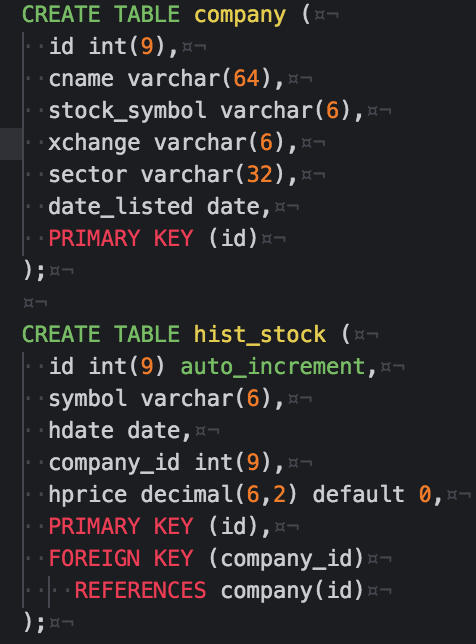 CREATE TABLE company (
  id int(9),
  cname varchar(64),
  stock_symbol varchar(6),
  xchange varchar(6),
  sector varchar(32),
  date_listed date,
  PRIMARY KEY (id)
);

CREATE TABLE hist_stock (
  id int(9) auto_increment,
  symbol varchar(6),
  hdate date,
  company_id int(9),
  hprice decimal(6,2) default 0,
  PRIMARY KEY (id),
  FOREIGN KEY (company_id)
    REFERENCES company(id)
);